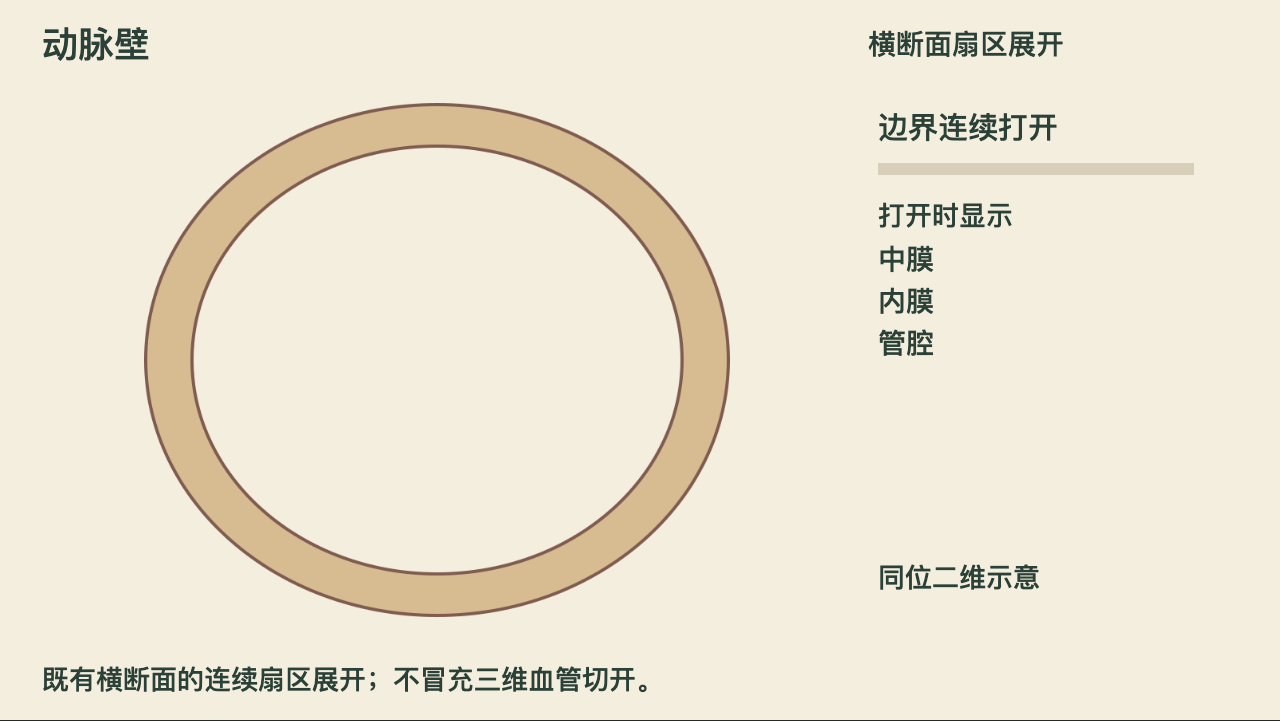 动脉壁
横断面扇区展开
边界连续打开
打开时显示
中膜
内膜
管腔
同位二维示意
既有横断面的连续扇区展开；不冒充三维血管切开。